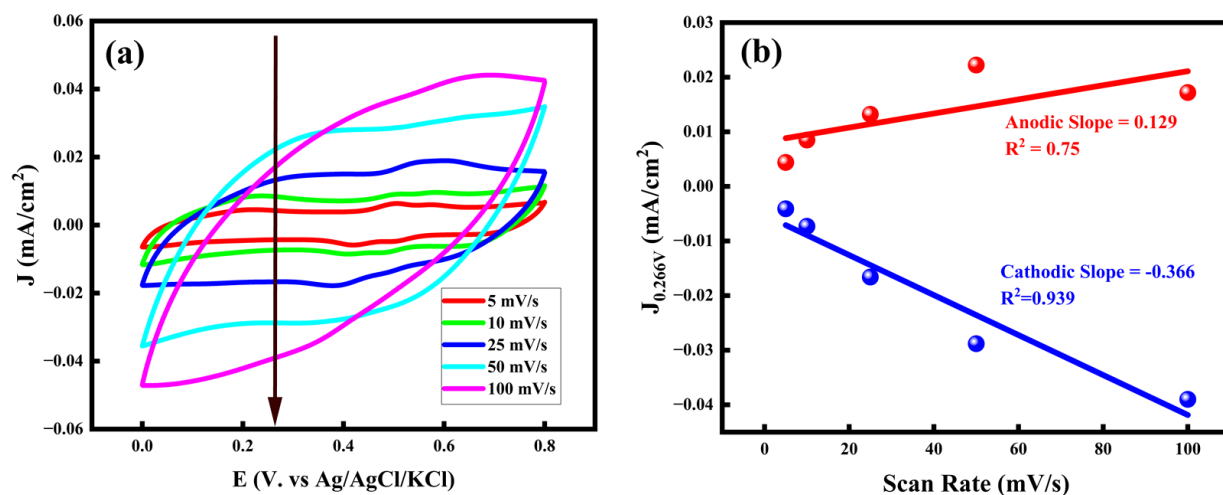 (a)
0.06
0.04
0.02
0.00
−0.02
−0.04
−0.06
J (mA/cm²)
5 mV/s
10 mV/s
25 mV/s
50 mV/s
100 mV/s
0.0
0.2
0.4
0.6
0.8
E (V. vs Ag/AgCl/KCl)
(b)
0.03
0.02
0.01
0.00
−0.01
−0.02
−0.03
−0.04
J0.266V (mA/cm²)
Anodic Slope = 0.129
R² = 0.75
Cathodic Slope = -0.366
R²=0.939
0
20
40
60
80
100
Scan Rate (mV/s)